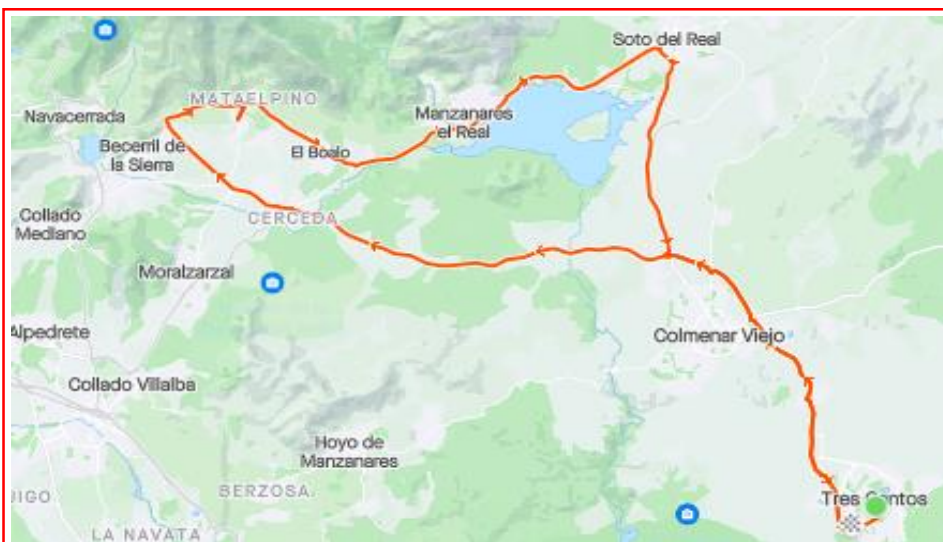 Soto del Real
MATAELPINO
Navacerrada
Manzanares
el Real
Becerril de
la Sierra
El Boalo
CERCEDA
Collado
Mediano
Moralzarzal
Alpedrete
Colmenar Viejo
Collado Villalba
Hoyo de
Manzanares
BERZOSA
UIGO
Tres Cantos
LA NAVATA